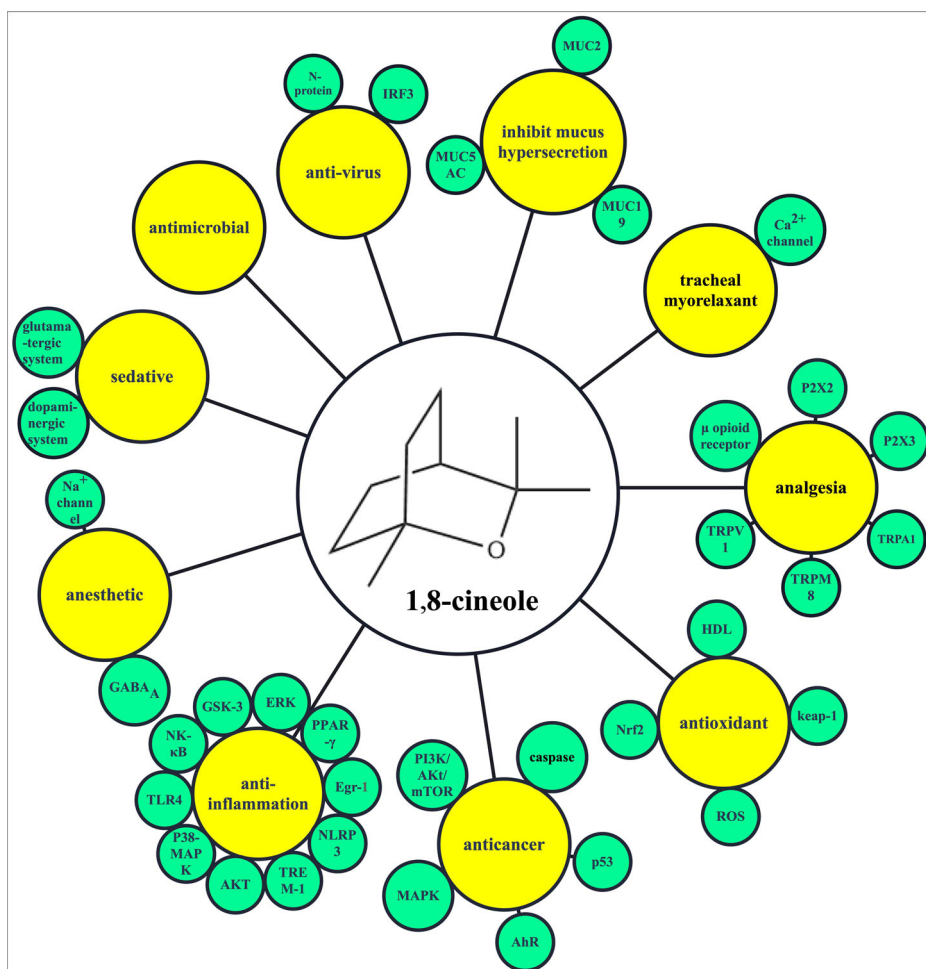 MUC2
inhibit mucus
hypersecretion
MUC5
AC
MUC1
9
N-
protein
IRF3
anti-virus
antimicrobial
Ca2+
channel
tracheal
myorelaxant
glutama
-tergic
system
dopami-
nergic
system
sedative
P2X2
P2X3
μ opioid
receptor
analgesia
TRPV
1
TRPA1
TRPM
8
Na+
chann
el
anesthetic
GABAA
O
1,8-cineole
HDL
Nrf2
antioxidant
keap-1
ROS
GSK-3
ERK
PPAR
-γ
NK-
κB
Egr-1
TLR4
anti-
inflammation
P38-
MAP
K
NLRP
3
AKT
TRE
M-1
PI3K/
AKt/
mTOR
caspase
anticancer
p53
MAPK
AhR